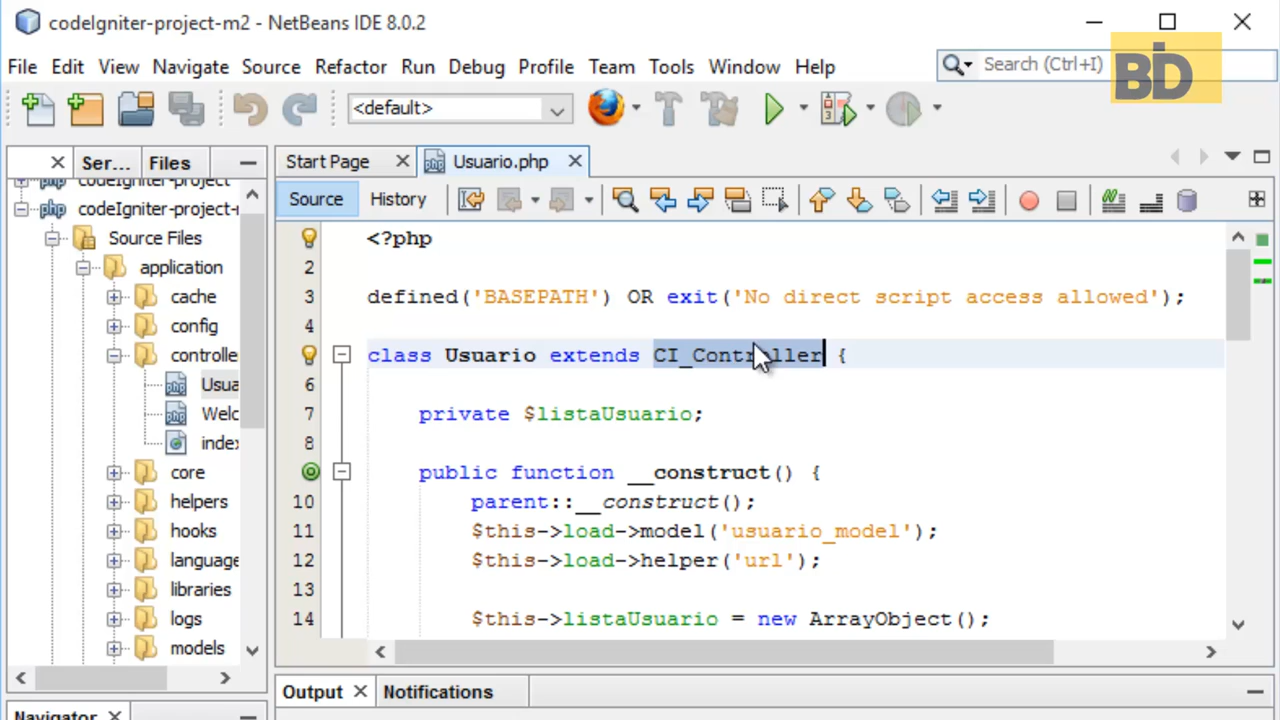 codeIgniter-project-m2 - NetBeans IDE 8.0.2
File Edit View Navigate Source Refactor Run Debug Profile Team Tools Window Help
Search (Ctrl+I)
BD
<default>
Ser... Files
Start Page Usuario.php
codeIgniter-project
codeIgniter-project-
Source Files
application
cache
config
controlle
Usua
Welc
index
core
helpers
hooks
language
libraries
logs
models
Source History
<?php
2
3 defined('BASEPATH') OR exit('No direct script access allowed');
4
class Usuario extends CI_Controller {
6
7 private $listaUsuario;
8
public function __construct() {
10 parent::__construct();
11 $this->load->model('usuario_model');
12 $this->load->helper('url');
13
14 $this->listaUsuario = new ArrayObject();
Output Notifications
Navigator